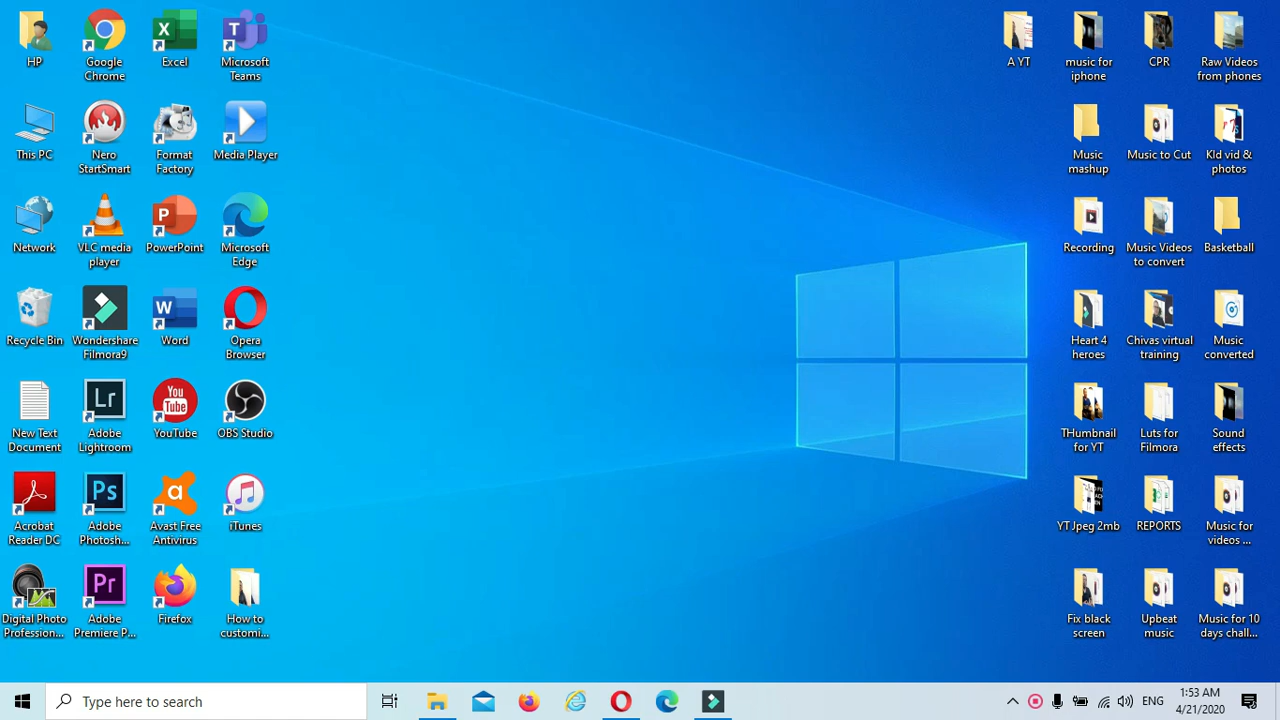 HP
Google
Chrome
Excel
Microsoft
Teams
A YT
music for
iphone
CPR
Raw Videos
from phones
This PC
Nero
StartSmart
Format
Factory
Media Player
Music
mashup
Music to Cut
KId vid &
photos
Network
VLC media
player
PowerPoint
Microsoft
Edge
Recording
Music Videos
to convert
Basketball
Recycle Bin
Wondershare
Filmora9
Word
Opera
Browser
Heart 4
heroes
Chivas virtual
training
Music
converted
New Text
Document
Lr
Adobe
Lightroom
You
Tube
YouTube
OBS Studio
THumbnail
for YT
Luts for
Filmora
Sound
effects
Acrobat
Reader DC
Ps
Adobe
Photosh...
Avast Free
Antivirus
iTunes
YT Jpeg 2mb
REPORTS
Music for
videos ...
Digital Photo
Profession...
Pr
Adobe
Premiere P...
Firefox
How to
customi...
Fix black
screen
Upbeat
music
Music for 10
days chall...
Type here to search
ENG
1:53 AM
4/21/2020